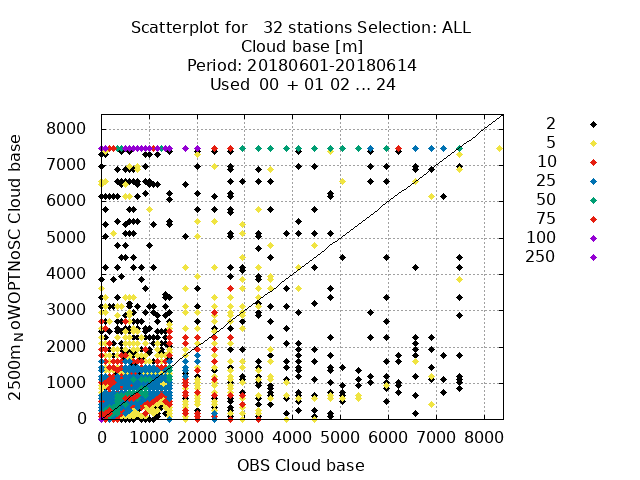 Scatterplot for   32 stations Selection: ALL
Cloud base [m]
Period: 20180601-20180614
Used  00 + 01 02 ... 24
2500m_NoWOPTNoSC Cloud base
8000
7000
6000
5000
4000
3000
2000
1000
0
0 1000 2000 3000 4000 5000 6000 7000 8000
OBS Cloud base
2
5
10
25
50
75
100
250